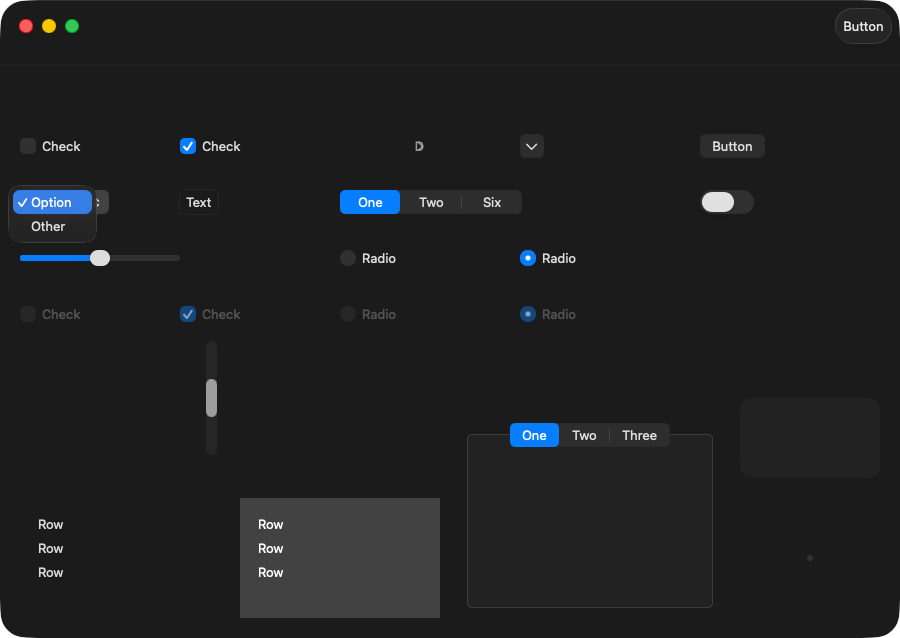 Button
Check
Check
Button
Option
Other
Text
One
Two
Six
Radio
Radio
Check
Check
Radio
Radio
One
Two
Three
Row
Row
Row
Row
Row
Row